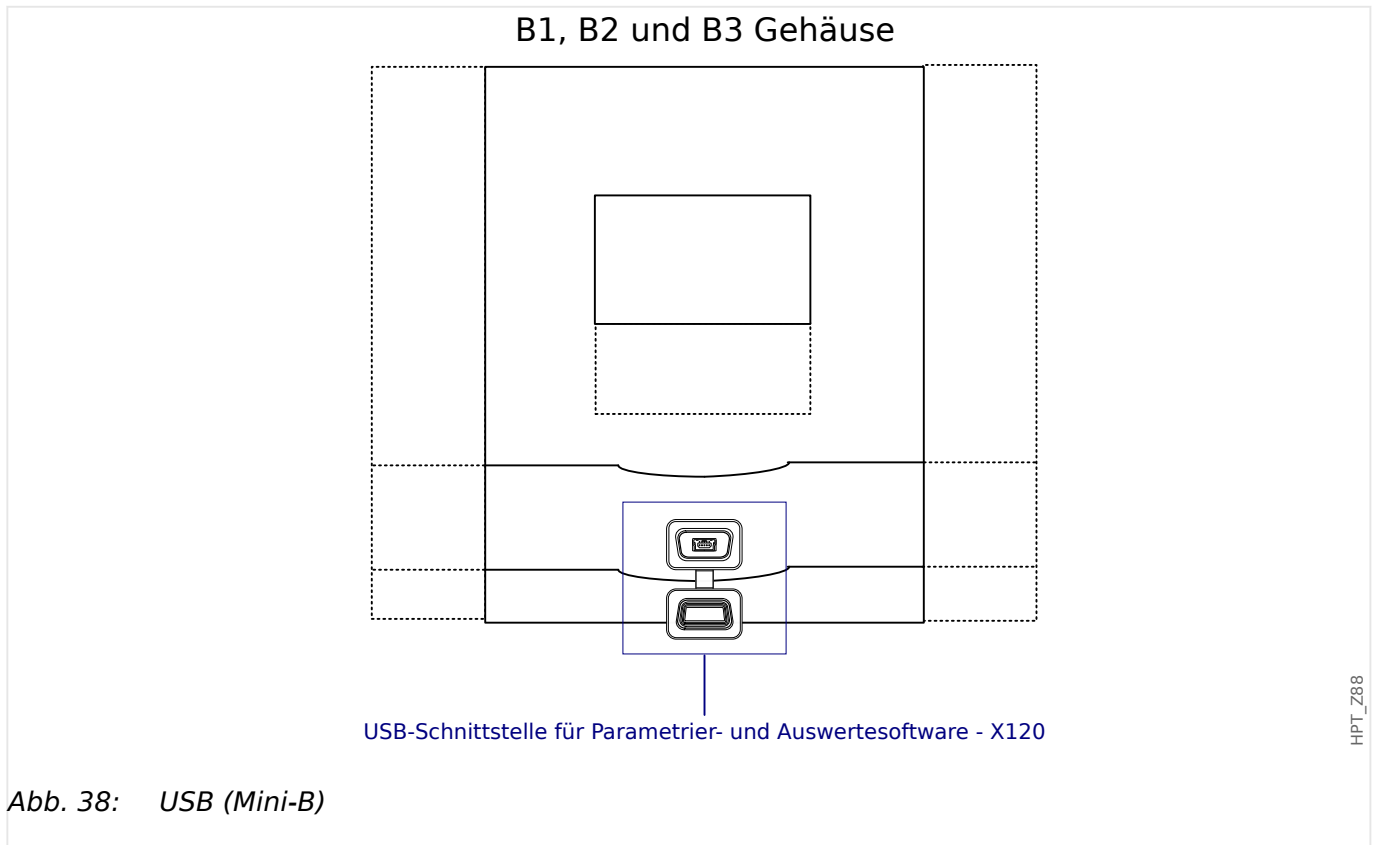 B1, B2 und B3 Gehäuse
USB-Schnittstelle für Parametrier- und Auswertesoftware - X120
HPT_Z88
Abb. 38: USB (Mini-B)